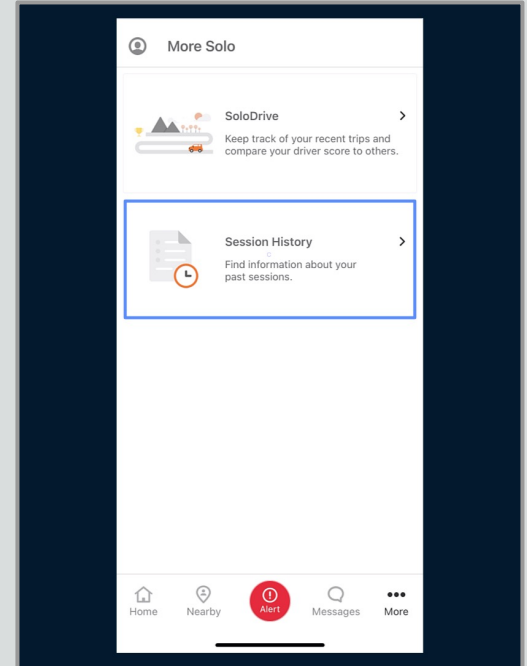 More Solo
SoloDrive
Keep track of your recent trips and
compare your driver score to others.
Session History
Find information about your
past sessions.
Home
Nearby
Alert
Messages
More